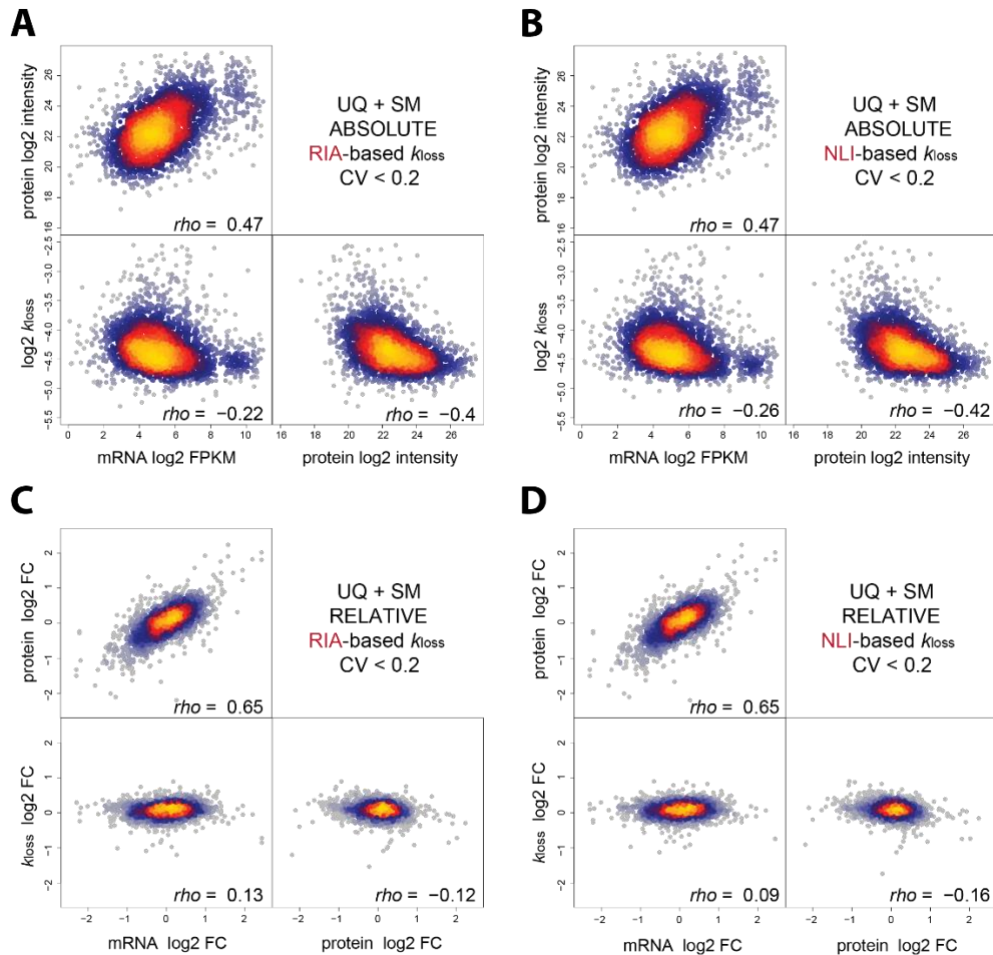 A
B
protein log2 intensity
16 18 20 22 24 26
UQ + SM
ABSOLUTE
RIA-based kloss
CV < 0.2
rho = 0.47
protein log2 intensity
16 18 20 22 24 26
UQ + SM
ABSOLUTE
NLI-based kloss
CV < 0.2
rho = 0.47
log2 kloss
−5.5 −5.0 −4.5 −4.0 −3.5 −3.0 −2.5
rho = −0.22
rho = −0.4
0 2 4 6 8 10
16 18 20 22 24 26
mRNA log2 FPKM
protein log2 intensity
log2 kloss
−5.5 −5.0 −4.5 −4.0 −3.5 −3.0 −2.5
rho = −0.26
rho = −0.42
0 2 4 6 8 10
16 18 20 22 24 26
mRNA log2 FPKM
protein log2 intensity
C
D
protein log2 FC
−2 −1 0 1 2
UQ + SM
RELATIVE
RIA-based kloss
CV < 0.2
rho = 0.65
protein log2 FC
−2 −1 0 1 2
UQ + SM
RELATIVE
NLI-based kloss
CV < 0.2
rho = 0.65
kloss log2 FC
−2 −1 0 1 2
rho = 0.13
rho = −0.12
−2 −1 0 1 2
−2 −1 0 1 2
mRNA log2 FC
protein log2 FC
kloss log2 FC
−2 −1 0 1 2
rho = 0.09
rho = −0.16
−2 −1 0 1 2
−2 −1 0 1 2
mRNA log2 FC
protein log2 FC